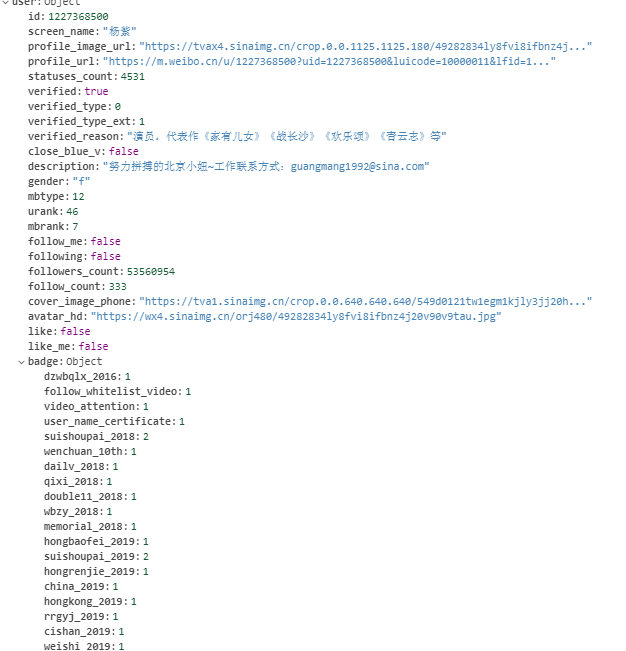 user:Object
id:1227368500
screen_name:"杨紫"
profile_image_url:"https://tvax4.sinaimg.cn/crop.0.0.1125.1125.180/49282834ly8fvi8ifbnz4j..."
profile_url:"https://m.weibo.cn/u/1227368500?uid=1227368500&luicode=10000011&lfid=1..."
statuses_count:4531
verified:true
verified_type:0
verified_type_ext:1
verified_reason:"演员，代表作《家有儿女》《战长沙》《欢乐颂》《青云志》等"
close_blue_v:false
description:"努力拼搏的北京小妞~工作联系方式：guangmang1992@sina.com"
gender:"f"
mbtype:12
urank:46
mbrank:7
follow_me:false
following:false
followers_count:53560954
follow_count:333
cover_image_phone:"https://tva1.sinaimg.cn/crop.0.0.640.640.640/549d0121tw1egm1kjly3jj20h..."
avatar_hd:"https://wx4.sinaimg.cn/orj480/49282834ly8fvi8ifbnz4j20v90v9tau.jpg"
like:false
like_me:false
badge:Object
dzwbqlx_2016:1
follow_whitelist_video:1
video_attention:1
user_name_certificate:1
suishoupai_2018:2
wenchuan_10th:1
dailv_2018:1
qixi_2018:1
double11_2018:1
wbzy_2018:1
memorial_2018:1
hongbaofei_2019:1
suishoupai_2019:2
hongrenjie_2019:1
china_2019:1
hongkong_2019:1
rrgyj_2019:1
cishan_2019:1
weishi_2019:1